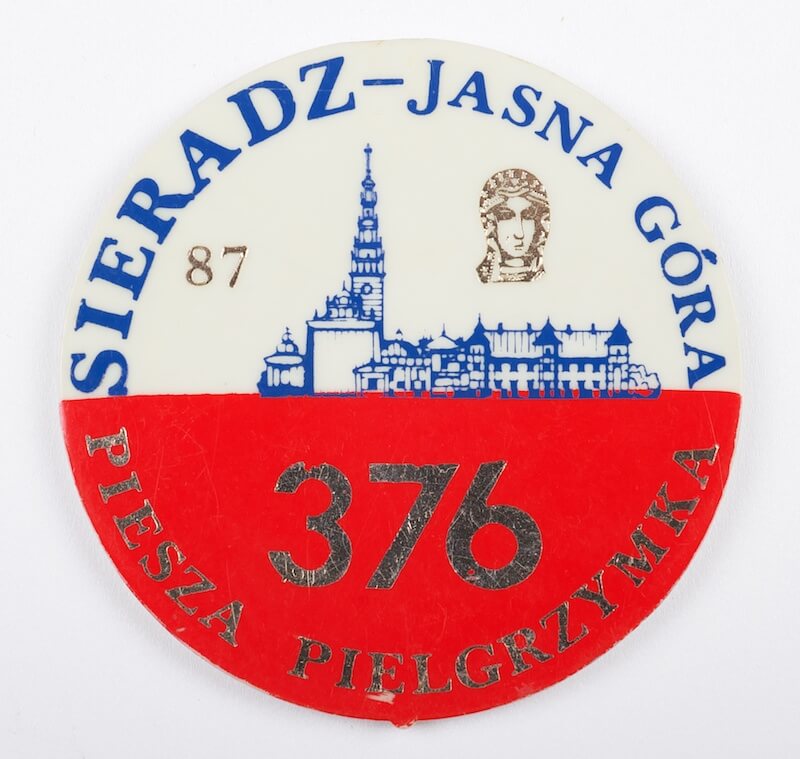 SIERADZ-JASNA GÓRA
87
376
PIESZA PIELGRZYMKA